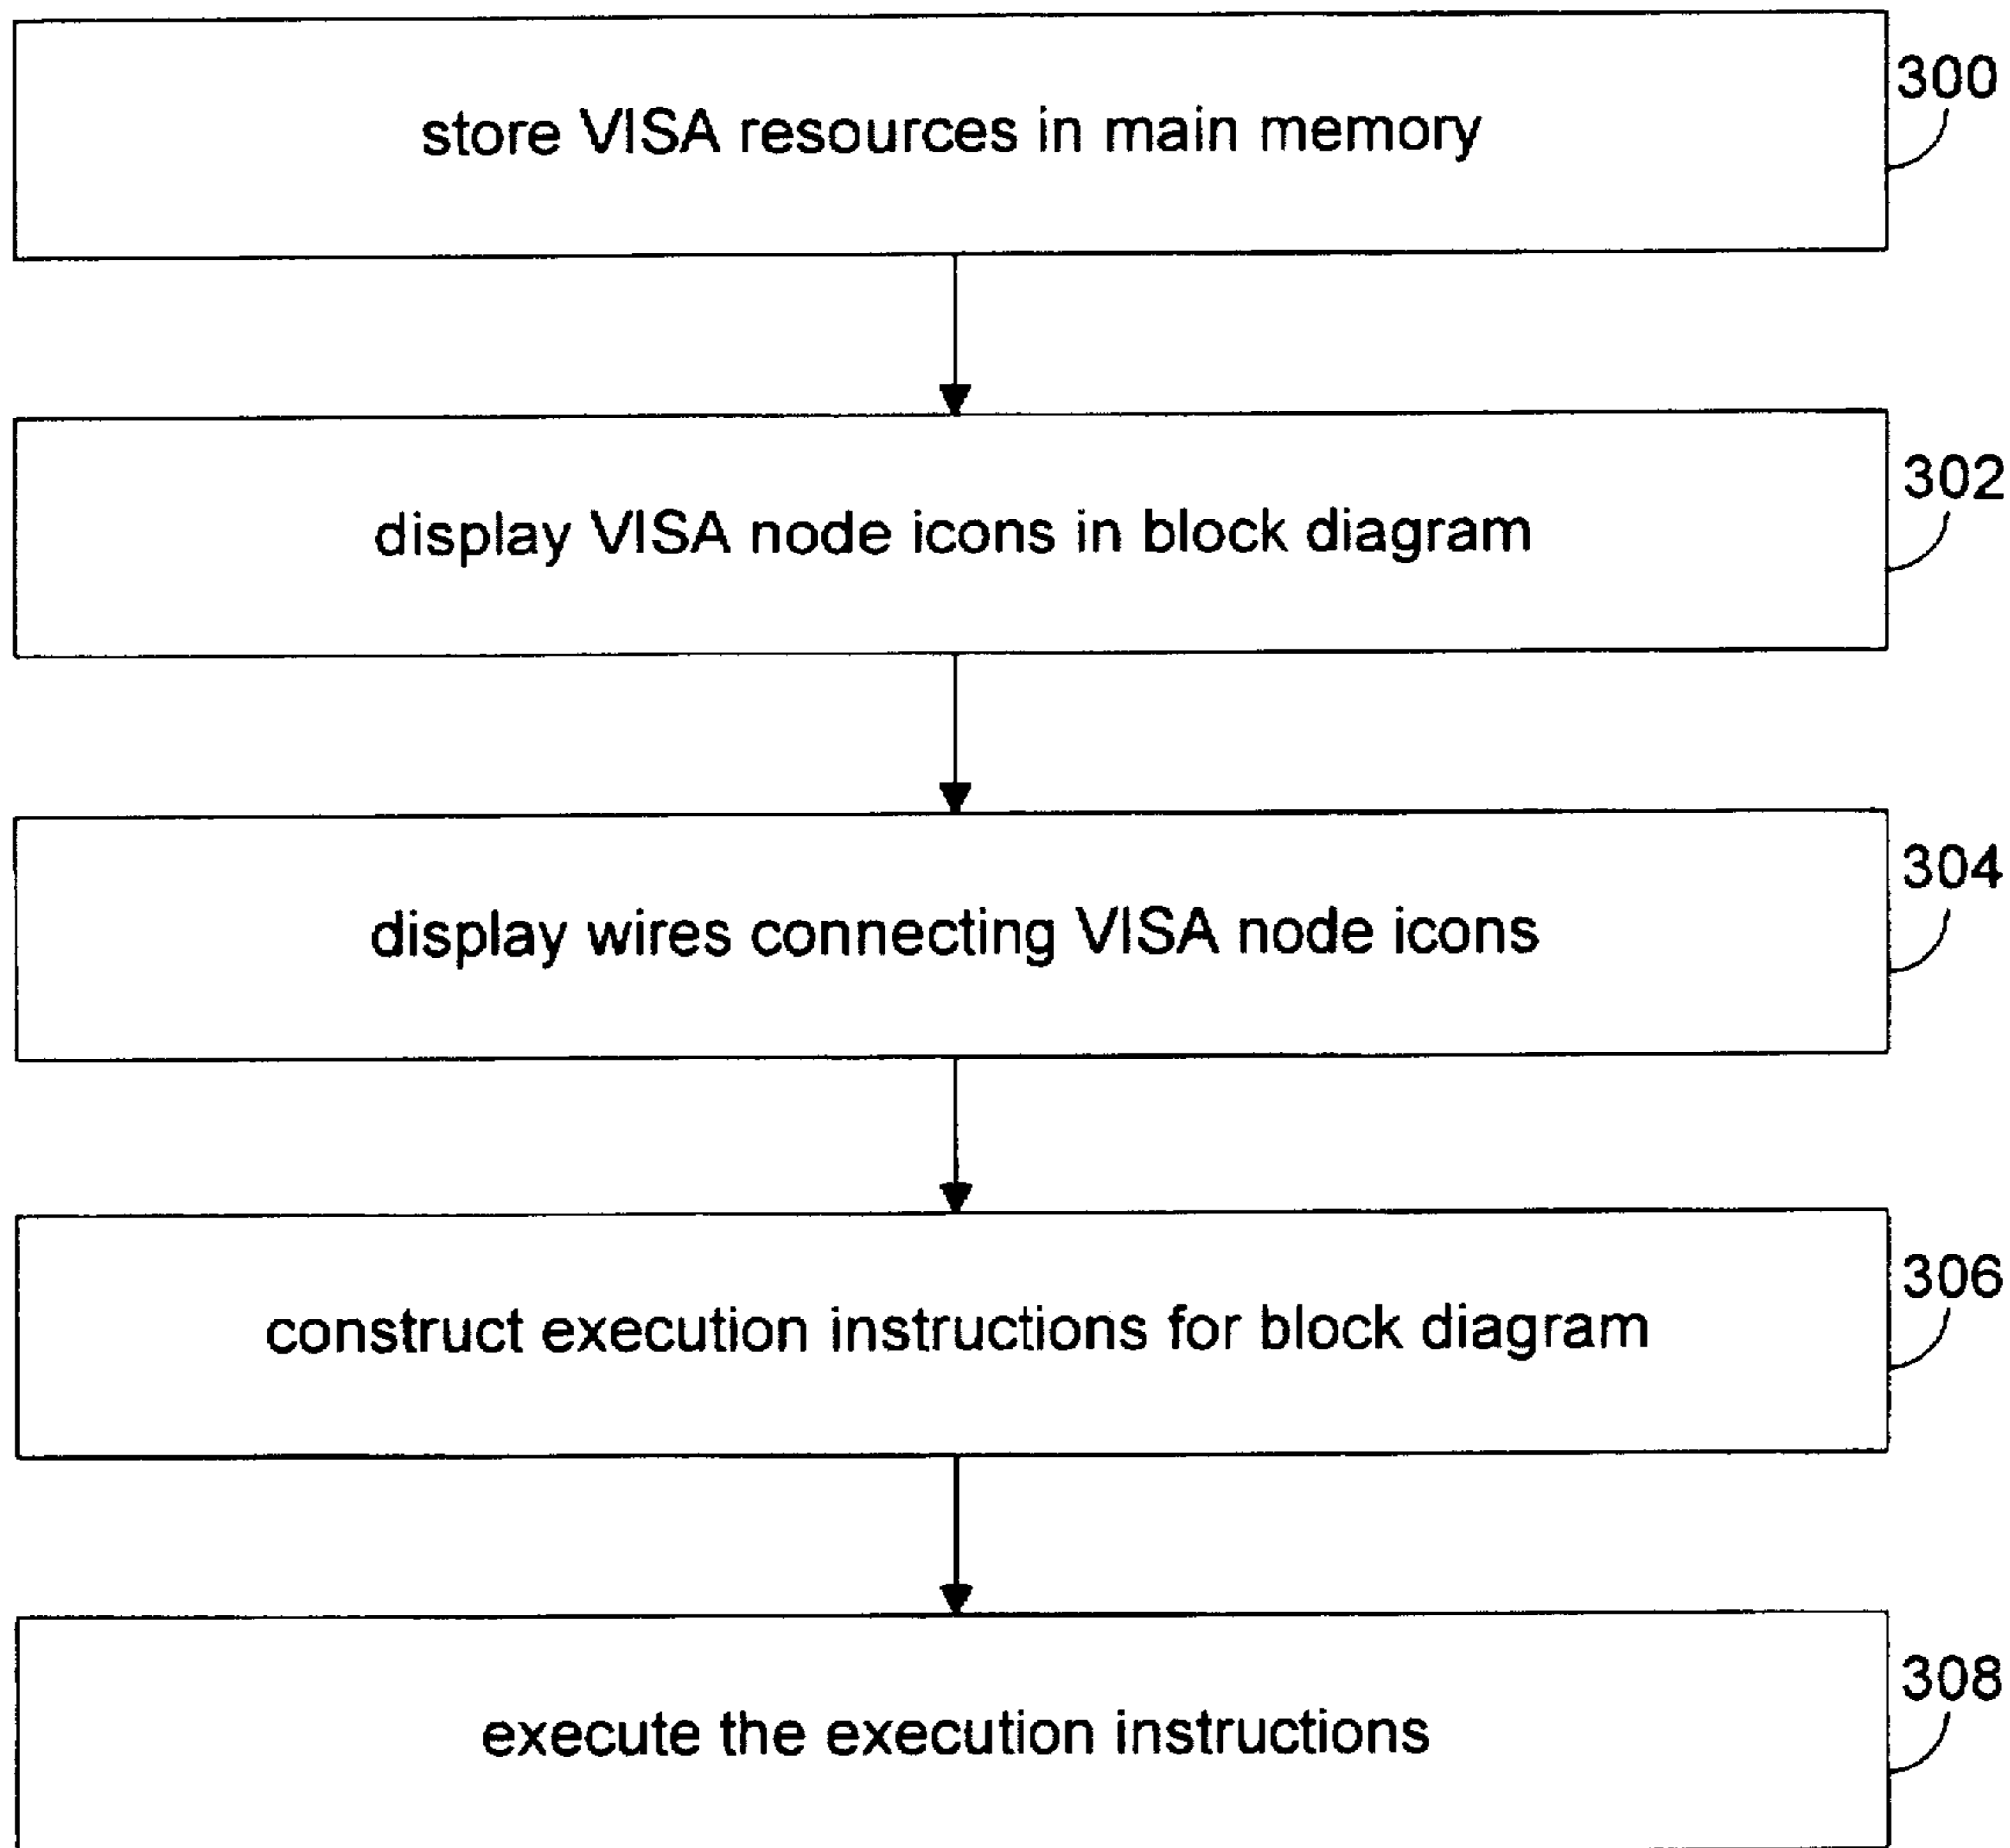 store VISA resources in main memory
300
display VISA node icons in block diagram
302
display wires connecting VISA node icons
304
construct execution instructions for block diagram
306
execute the execution instructions
308